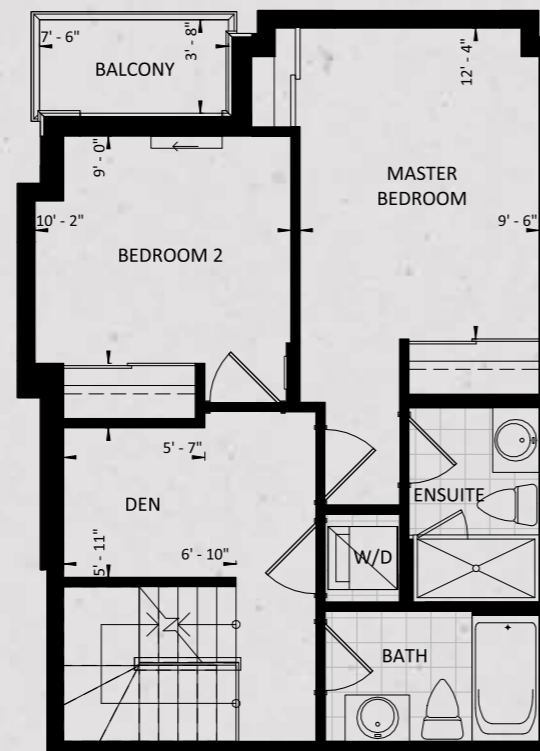 7' - 6"
3' - 8"
BALCONY
12' - 4"
9' - 0"
MASTER
BEDROOM
10' - 2"
9' - 6"
BEDROOM 2
5' - 7"
DEN
ENSUITE
5' - 11"
6' - 10"
W/D
BATH